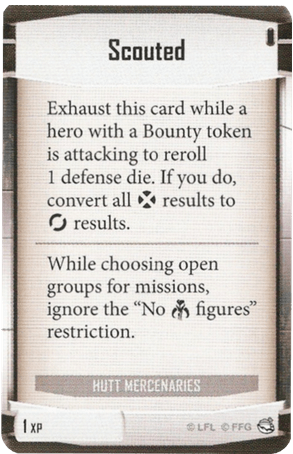 Scouted
Exhaust this card while a
hero with a Bounty token
is attacking to reroll
1 defense die. If you do,
convert all results to
results.
While choosing open
groups for missions,
ignore the “No figures”
restriction.
HUTT MERCENARIES
1 XP
© LFL © FFG